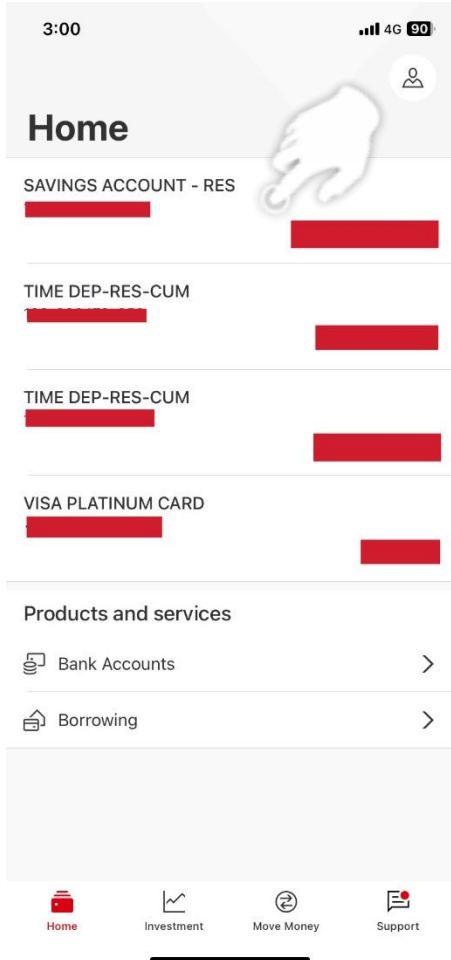 3:00
4G 90
Home
SAVINGS ACCOUNT - RES
TIME DEP-RES-CUM
TIME DEP-RES-CUM
VISA PLATINUM CARD
Products and services
Bank Accounts
Borrowing
Home
Investment
Move Money
Support